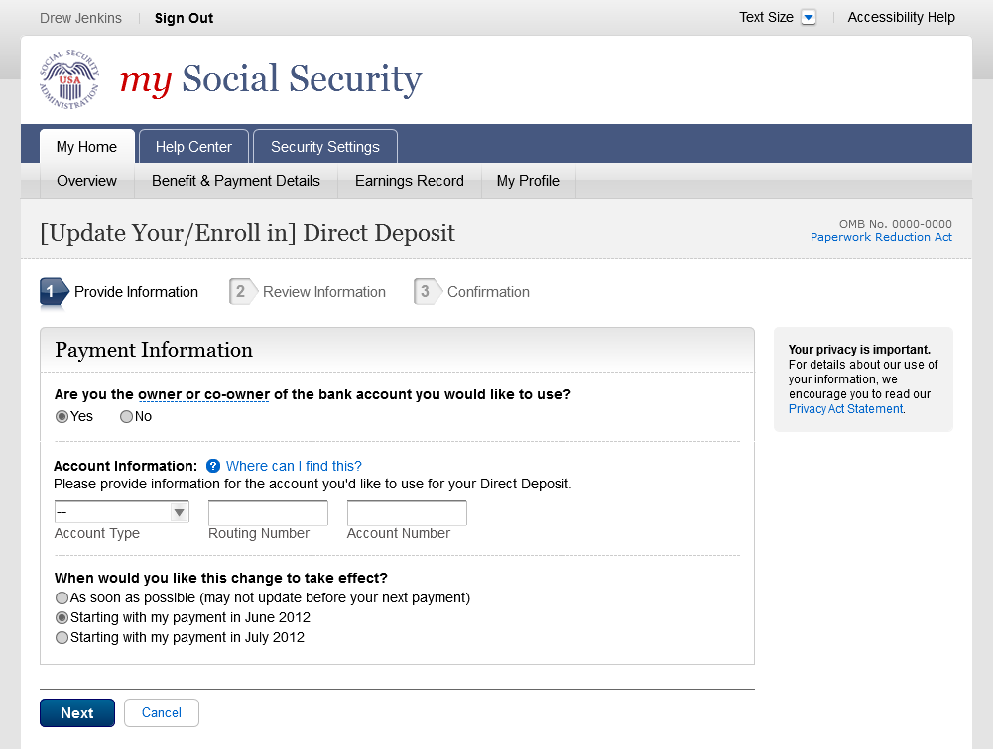 Drew Jenkins Sign Out Text Size Accessibility Help
SOCIAL SECURITY ADMINISTRATION
USA
my Social Security
My Home Help Center Security Settings
Overview Benefit & Payment Details Earnings Record My Profile
[Update Your/Enroll in] Direct Deposit
OMB No. 0000-0000
Paperwork Reduction Act
1 Provide Information 2 Review Information 3 Confirmation
Payment Information
Are you the owner or co-owner of the bank account you would like to use?
Yes No
Account Information: ? Where can I find this?
Please provide information for the account you'd like to use for your Direct Deposit.
--
Account Type Routing Number Account Number
When would you like this change to take effect?
As soon as possible (may not update before your next payment)
Starting with my payment in June 2012
Starting with my payment in July 2012
Next Cancel
Your privacy is important.
For details about our use of
your information, we
encourage you to read our
Privacy Act Statement.